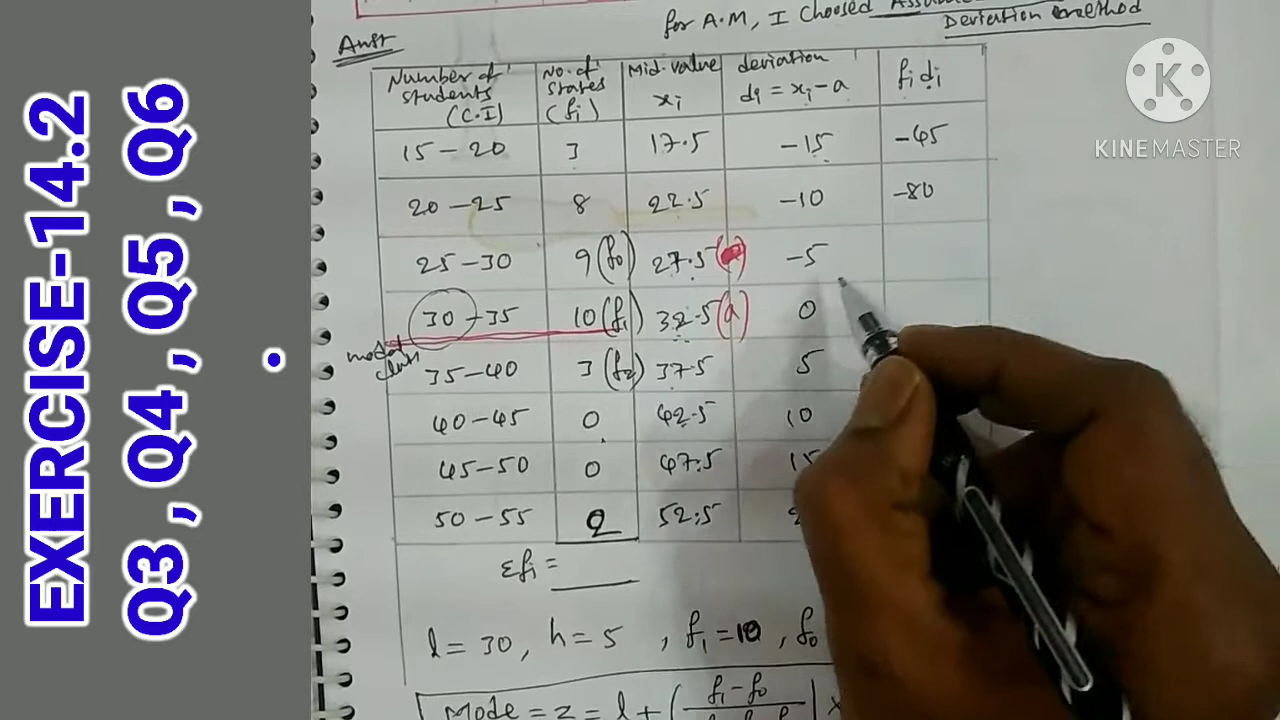 EXERCISE-14.2
Q3 , Q4 , Q5 , Q6
.
KINEMASTER
for A.M, I choosed Assumed
Deviation method
Ans:
Number of students (C.I) No. of states (fi) Mid-value xi deviation di = xi - a fi di
15 - 20 3 17.5 -15 -45
20 - 25 8 22.5 -10 -80
25 - 30 9 (f0) 27.5 -5
30 - 35 10 (f1) 32.5 (a) 0
modal class
35 - 40 3 (f2) 37.5 5
40 - 45 0 42.5 10
45 - 50 0 47.5 15
50 - 55 2 52.5
Σfi =
l = 30, h = 5 , f1 = 10 , f0
Mode = z = l + (f1 - f0